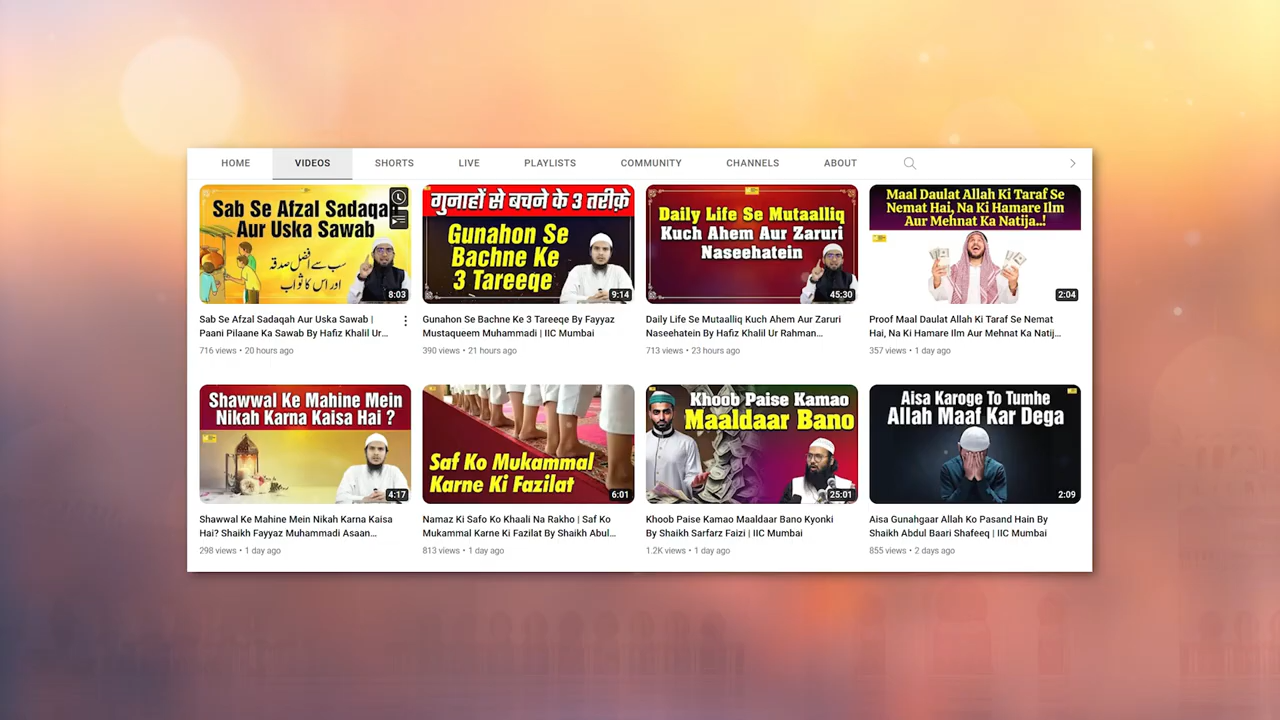 HOME VIDEOS SHORTS LIVE PLAYLISTS COMMUNITY CHANNELS ABOUT
Sab Se Afzal Sadaqa
Aur Uska Sawab
سب سے افضل صدقہ
اور اس کا ثواب
8:03
Sab Se Afzal Sadaqah Aur Uska Sawab |
Paani Pilaane Ka Sawab By Hafiz Khalil Ur...
716 views • 20 hours ago
गुनाहों से बचने के 3 तरीक़े
Gunahon Se
Bachne Ke
3 Tareeqe
9:14
Gunahon Se Bachne Ke 3 Tareeqe By Fayyaz
Mustaqueem Muhammadi | IIC Mumbai
390 views • 21 hours ago
Daily Life Se Mutaalliq
Kuch Ahem Aur Zaruri
Naseehatein
45:30
Daily Life Se Mutaalliq Kuch Ahem Aur Zaruri
Naseehatein By Hafiz Khalil Ur Rahman...
713 views • 23 hours ago
Maal Daulat Allah Ki Taraf Se
Nemat Hai, Na Ki Hamare Ilm
Aur Mehnat Ka Natija..!
2:04
Proof Maal Daulat Allah Ki Taraf Se Nemat
Hai, Na Ki Hamare Ilm Aur Mehnat Ka Natij...
357 views • 1 day ago
Shawwal Ke Mahine Mein
Nikah Karna Kaisa Hai ?
4:17
Shawwal Ke Mahine Mein Nikah Karna Kaisa
Hai? Shaikh Fayyaz Muhammadi Asaan...
298 views • 1 day ago
Saf Ko Mukammal
Karne Ki Fazilat
6:01
Namaz Ki Safo Ko Khaali Na Rakho | Saf Ko
Mukammal Karne Ki Fazilat By Shaikh Abul...
813 views • 1 day ago
Khoob Paise Kamao
Maaldaar Bano
25:01
Khoob Paise Kamao Maaldaar Bano Kyonki
By Shaikh Sarfarz Faizi | IIC Mumbai
1.2K views • 1 day ago
Aisa Karoge To Tumhe
Allah Maaf Kar Dega
2:09
Aisa Gunahgaar Allah Ko Pasand Hain By
Shaikh Abdul Baari Shafeeq | IIC Mumbai
855 views • 2 days ago